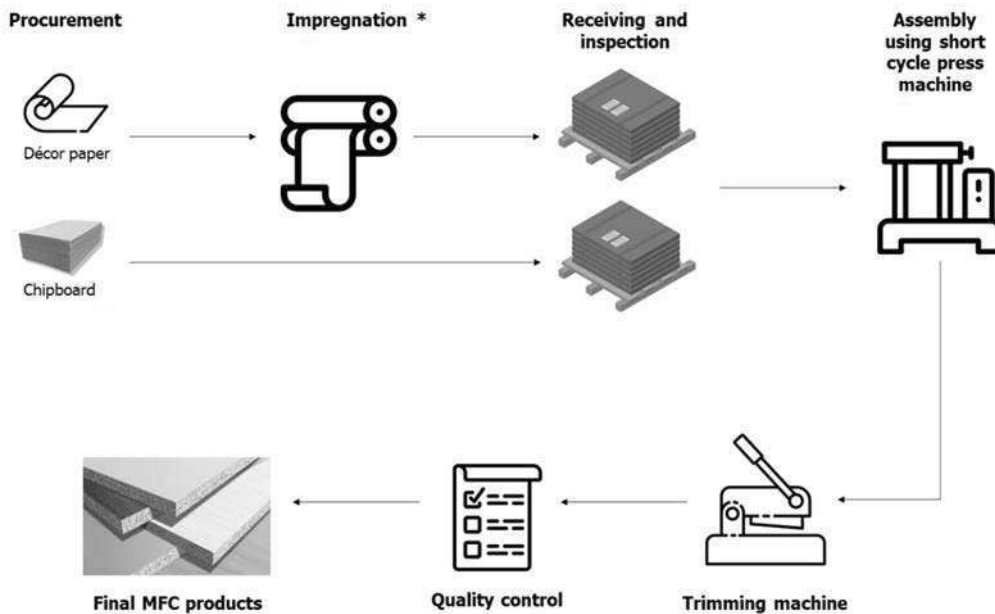 Procurement
Impregnation *
Receiving and
inspection
Assembly
using short
cycle press
machine
Décor paper
Chipboard
Final MFC products
Quality control
Trimming machine